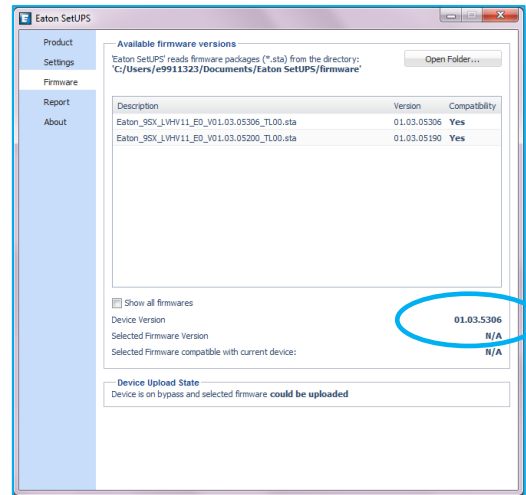 Eaton SetUPS
Product
Settings
Firmware
Report
About
Available firmware versions
'Eaton SetUPS' reads firmware packages (*.sta) from the directory:
'C:/Users/e9911323/Documents/Eaton SetUPS/firmware'
Open Folder...
Description Version Compatibility
Eaton_9SX_LVHV11_E0_V01.03.05306_TL00.sta 01.03.05306 Yes
Eaton_9SX_LVHV11_E0_V01.03.05200_TL00.sta 01.03.05190 Yes
Show all firmwares
Device Version 01.03.5306
Selected Firmware Version N/A
Selected Firmware compatible with current device: N/A
Device Upload State
Device is on bypass and selected firmware could be uploaded